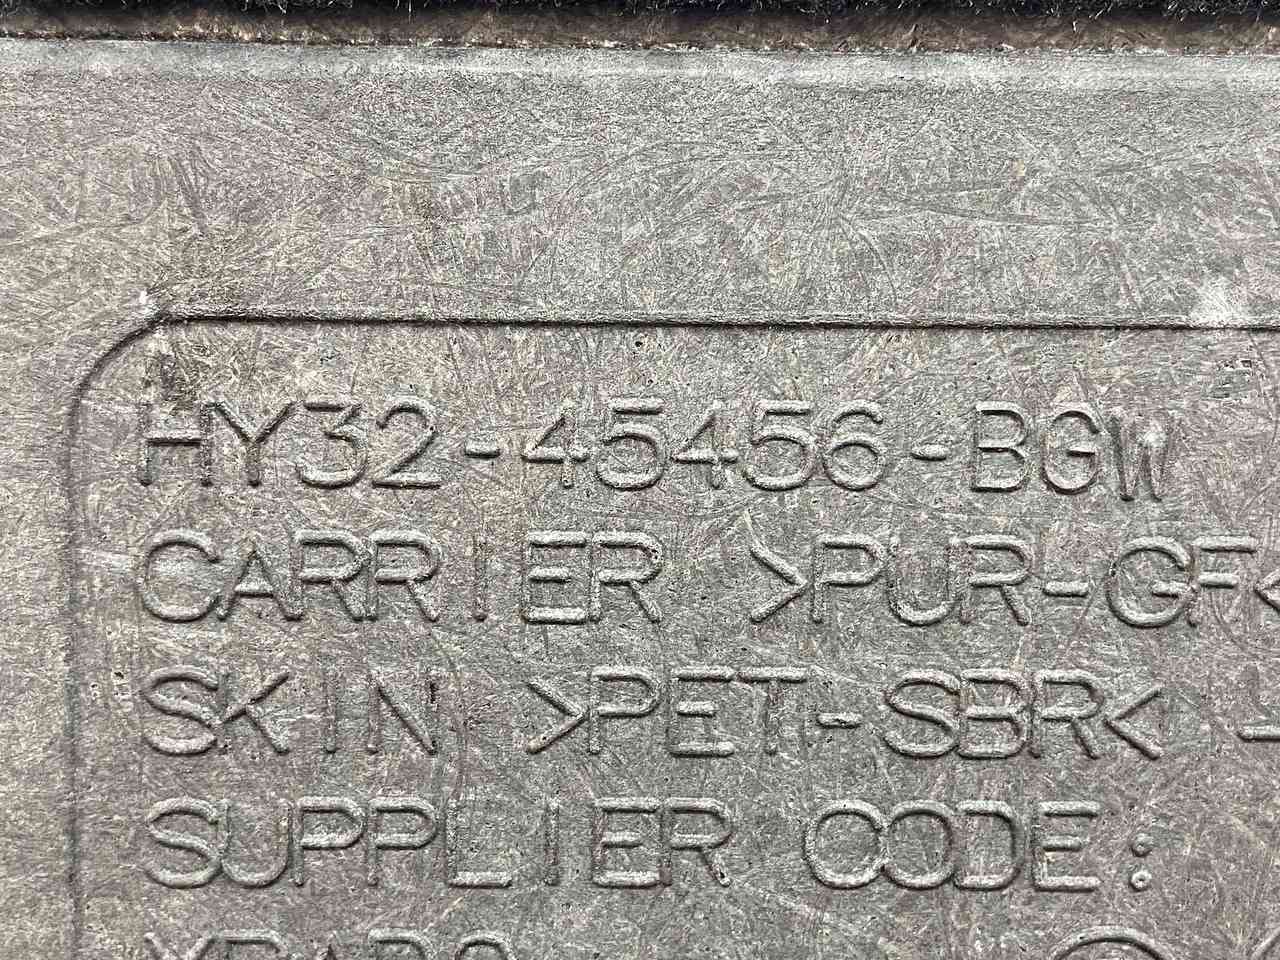 HY32-45456-BGW
CARRIER >PUR-GF<
SKIN >PET-SBR<
SUPPLIER CODE: